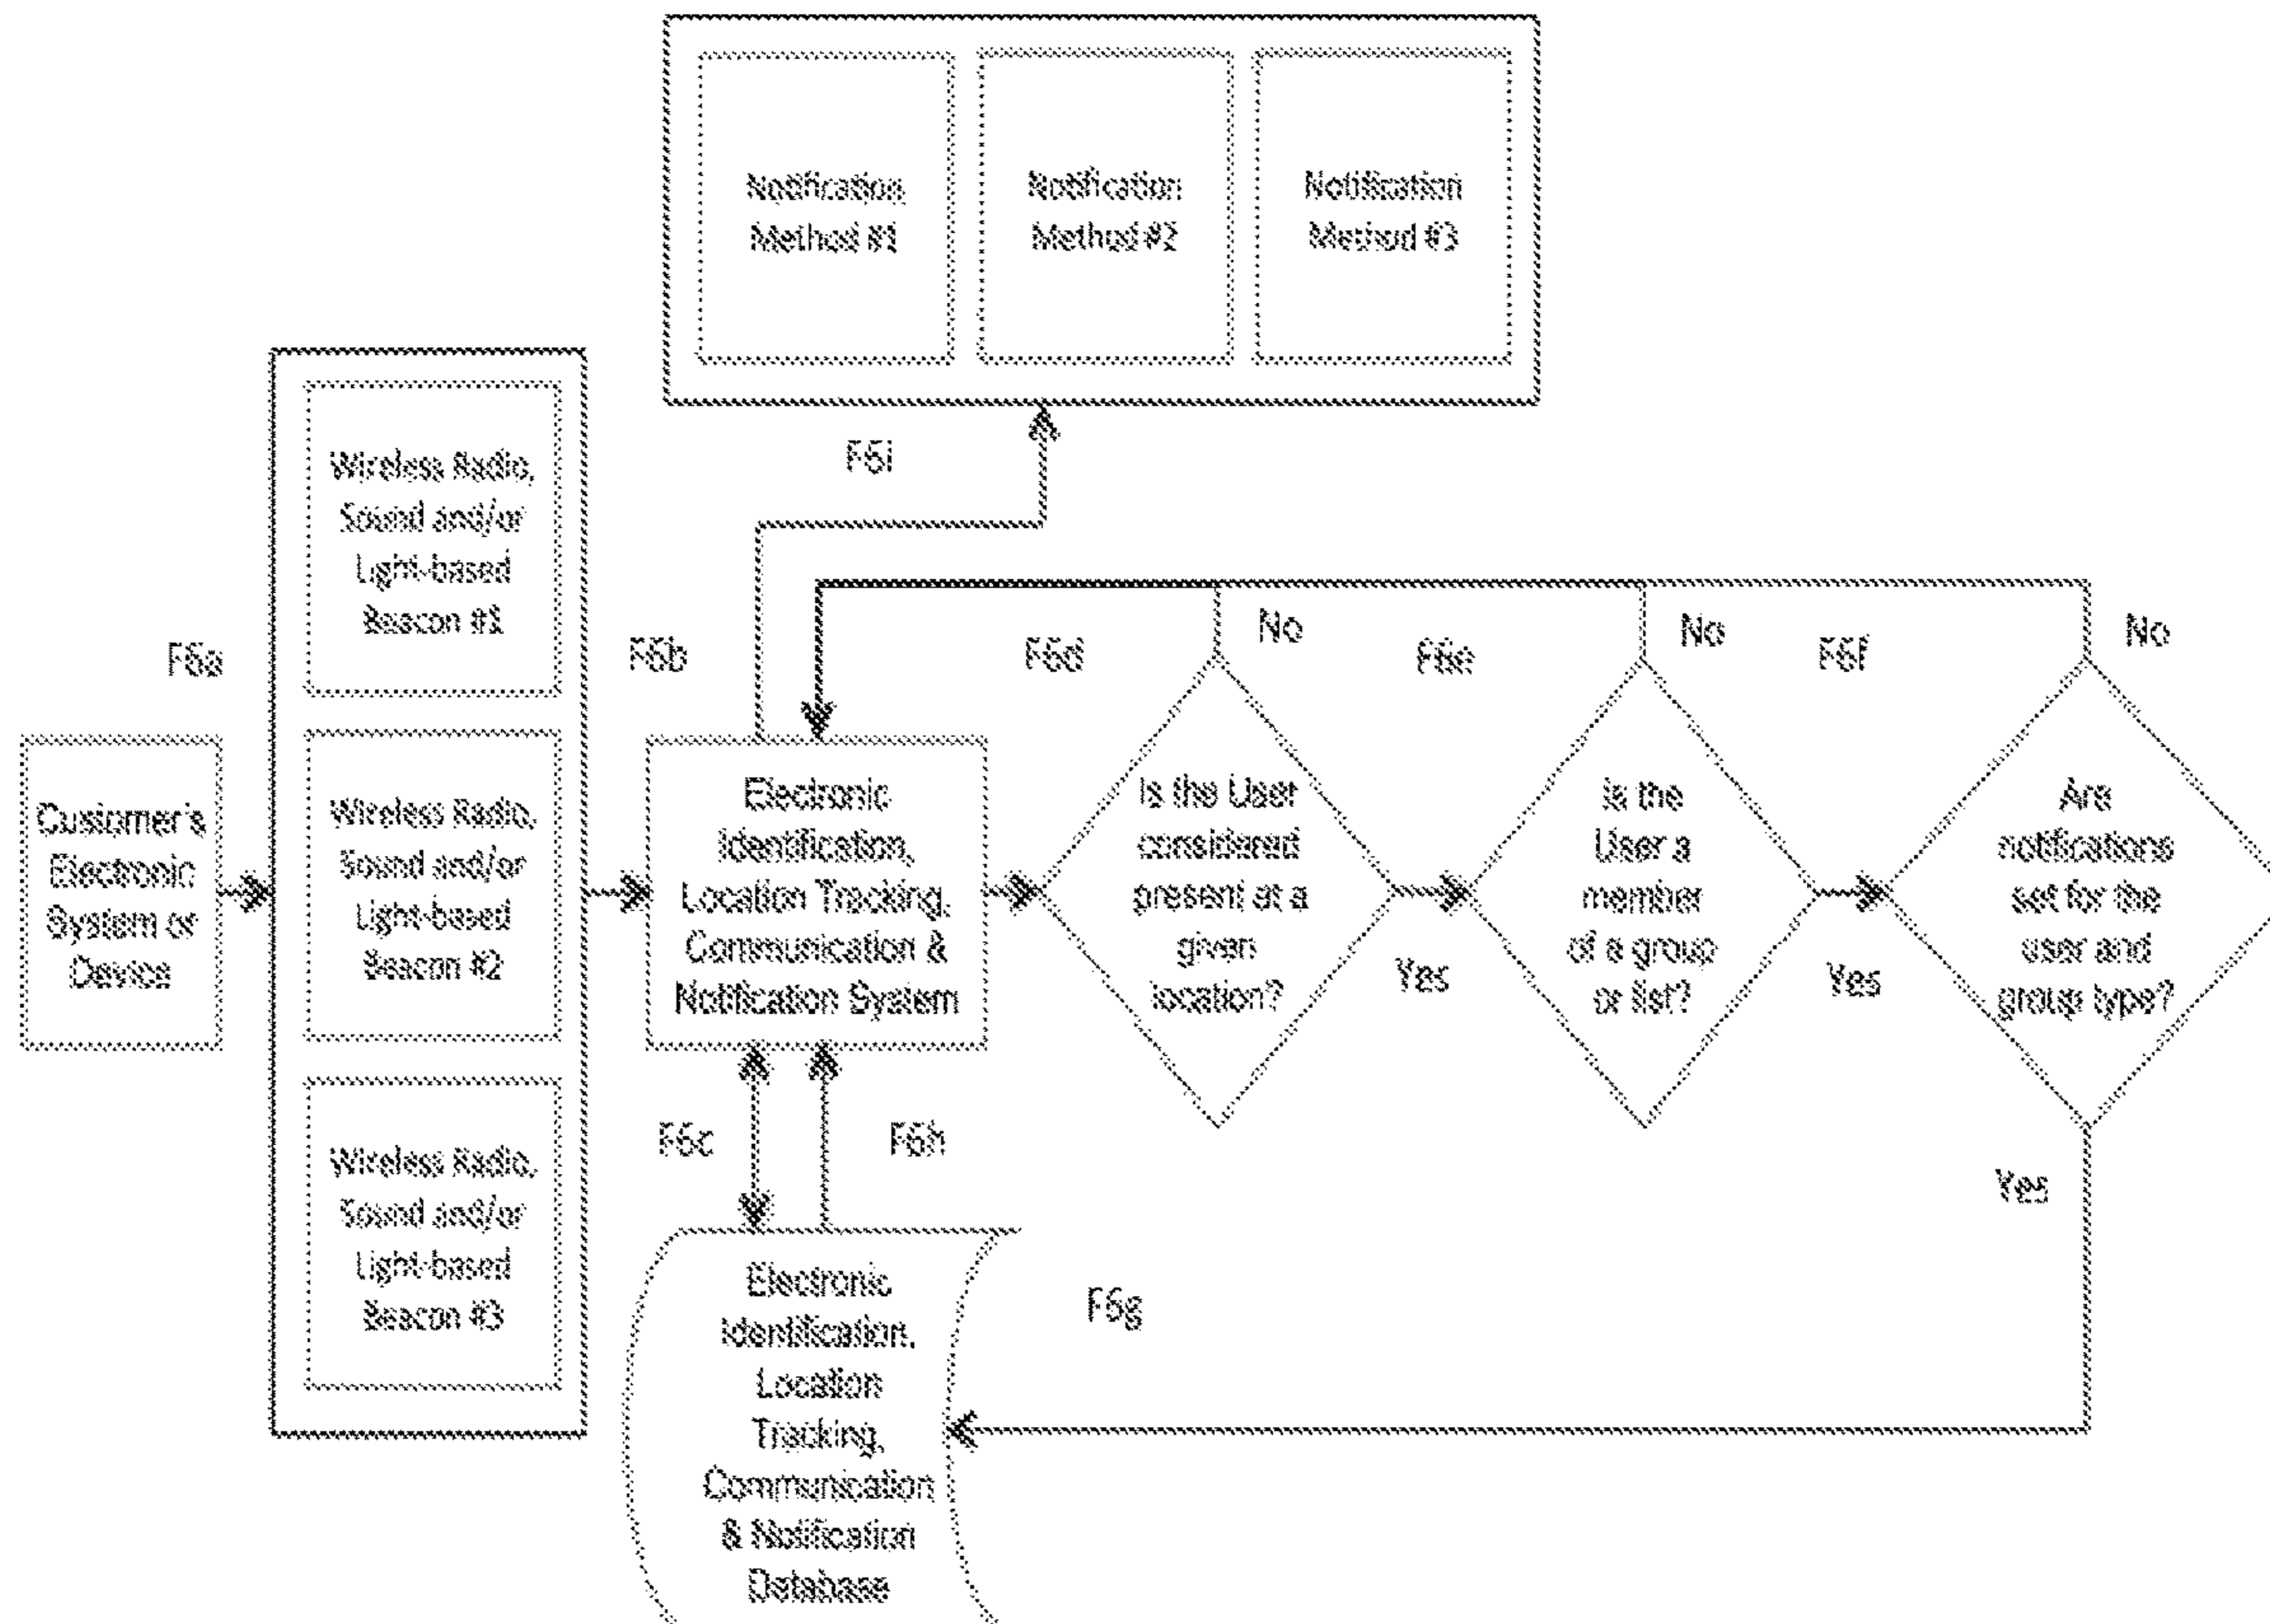 Notification
Method #1
Notification
Method #2
Notification
Method #3
F6i
Wireless Radio,
Sound and/or
Light-based
Beacon #1
Wireless Radio,
Sound and/or
Light-based
Beacon #2
Wireless Radio,
Sound and/or
Light-based
Beacon #3
F6a
Customer's
Electronic
System or
Device
F6b
Electronic
Identification,
Location Tracking,
Communication &
Notification System
F6d
No
Is the User
considered
present at a
given
location?
Yes
F6e
No
Is the
User a
member
of a group
or list?
Yes
F6f
No
Are
notifications
set for the
user and
group type?
Yes
F6c
F6h
Electronic
Identification,
Location
Tracking,
Communication
& Notification
Database
F6g